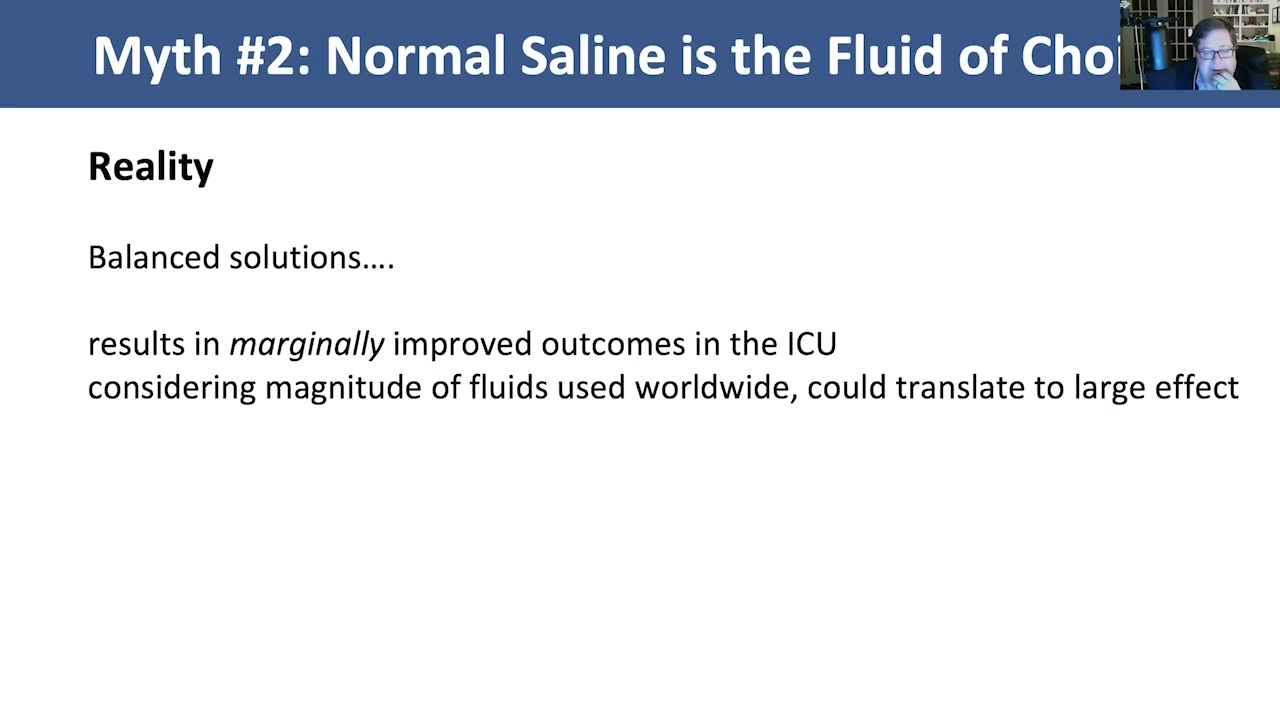 Myth #2: Normal Saline is the Fluid of
Reality
Balanced solutions....
results in marginally improved outcomes in the ICU
considering magnitude of fluids used worldwide, could translate to large effect